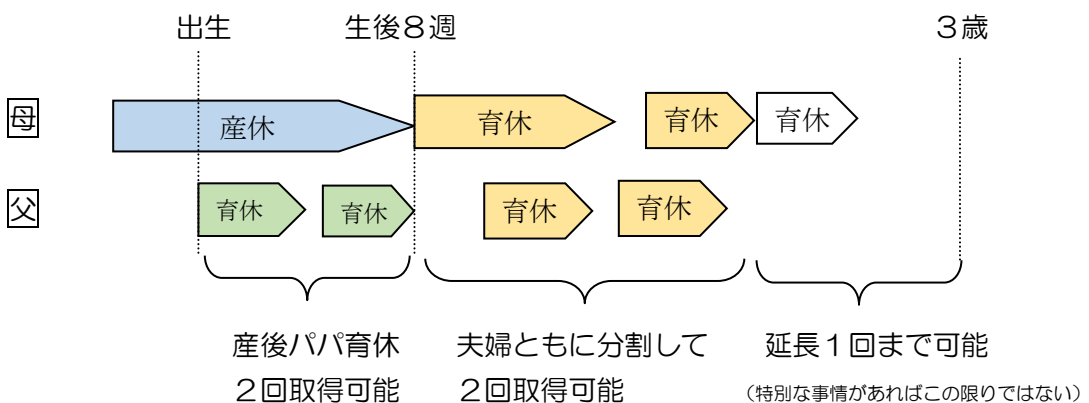 出生 生後８週 ３歳
母 産休 育休 育休 育休
父 育休 育休 育休 育休
産後パパ育休 夫婦ともに分割して 延長１回まで可能
２回取得可能 ２回取得可能 （特別な事情があればこの限りではない）